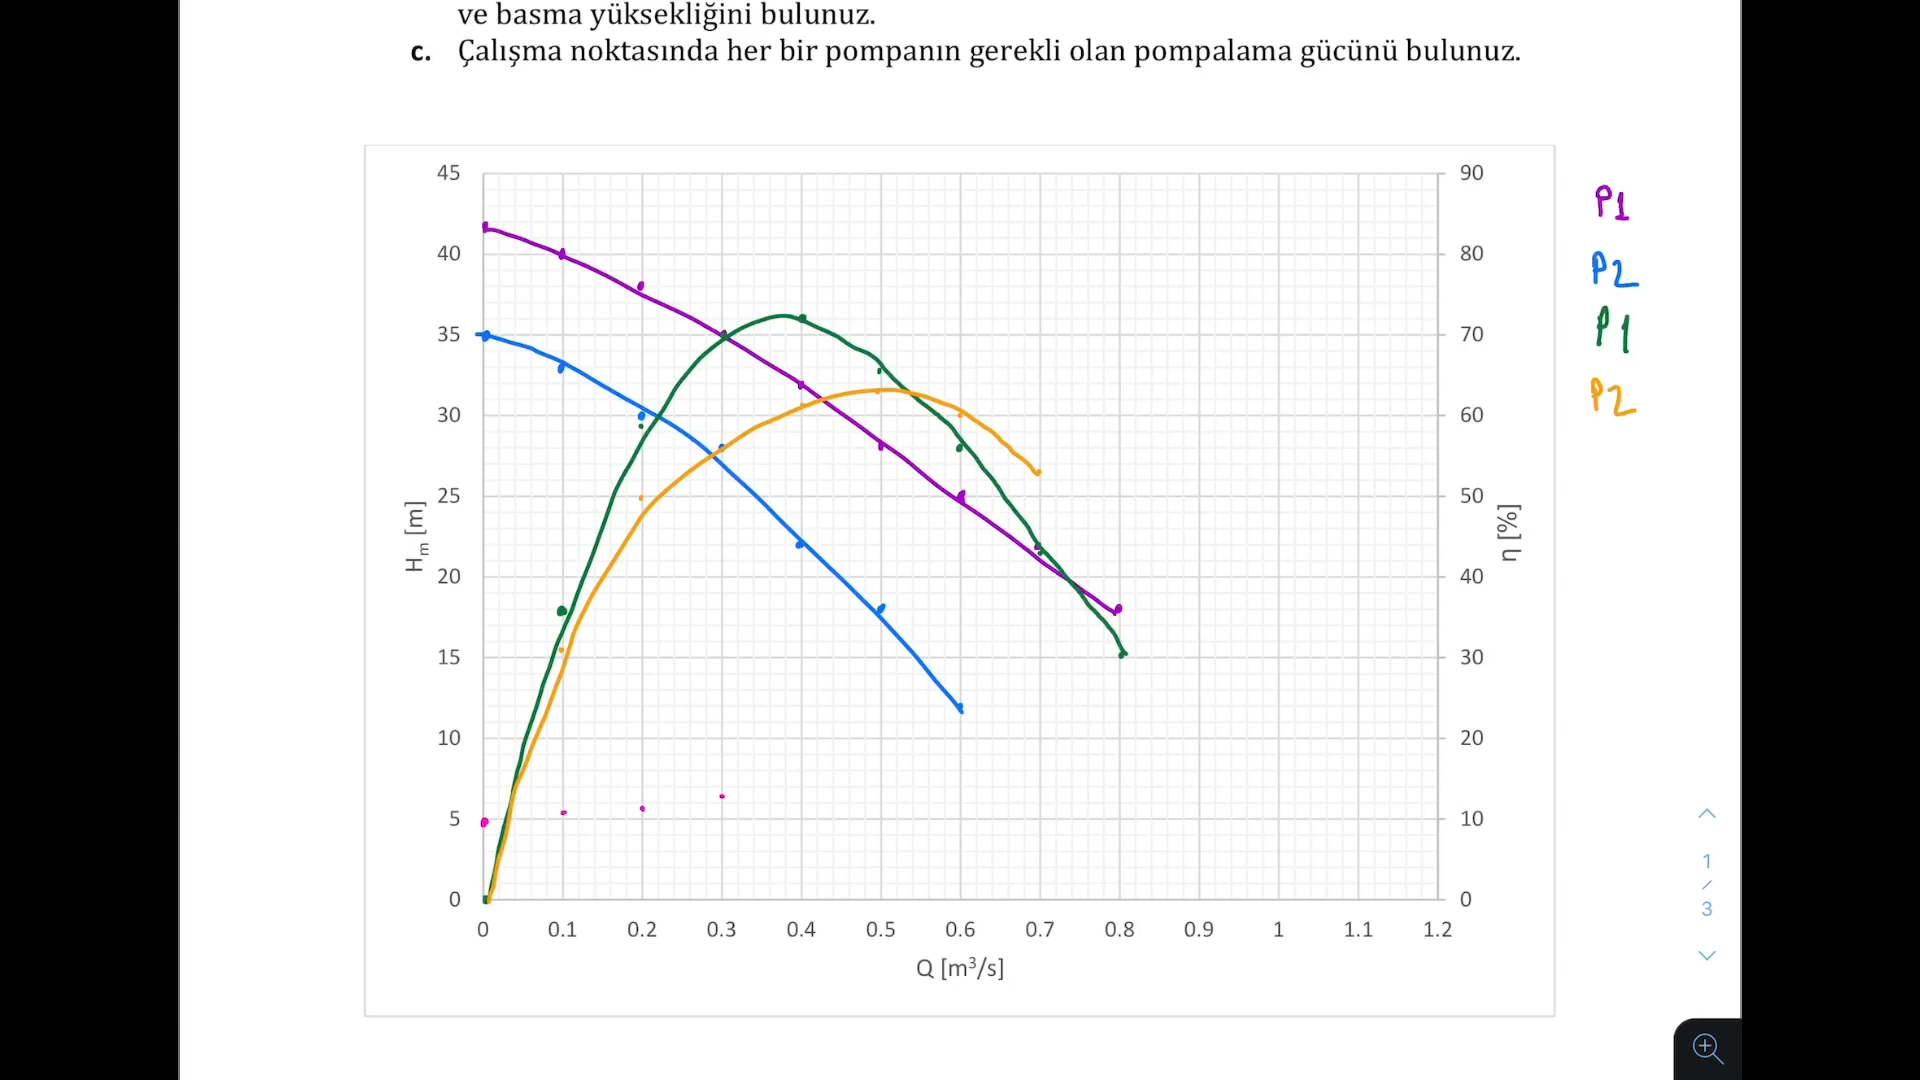 ve basma yüksekliğini bulunuz.
c. Çalışma noktasında her bir pompanın gerekli olan pompalama gücünü bulunuz.
45
40
35
30
25
20
15
10
5
0
Hm [m]
90
80
70
60
50
40
30
20
10
0
η [%]
0 0.1 0.2 0.3 0.4 0.5 0.6 0.7 0.8 0.9 1 1.1 1.2
Q [m³/s]
P1
P2
P1
P2
1
/
3